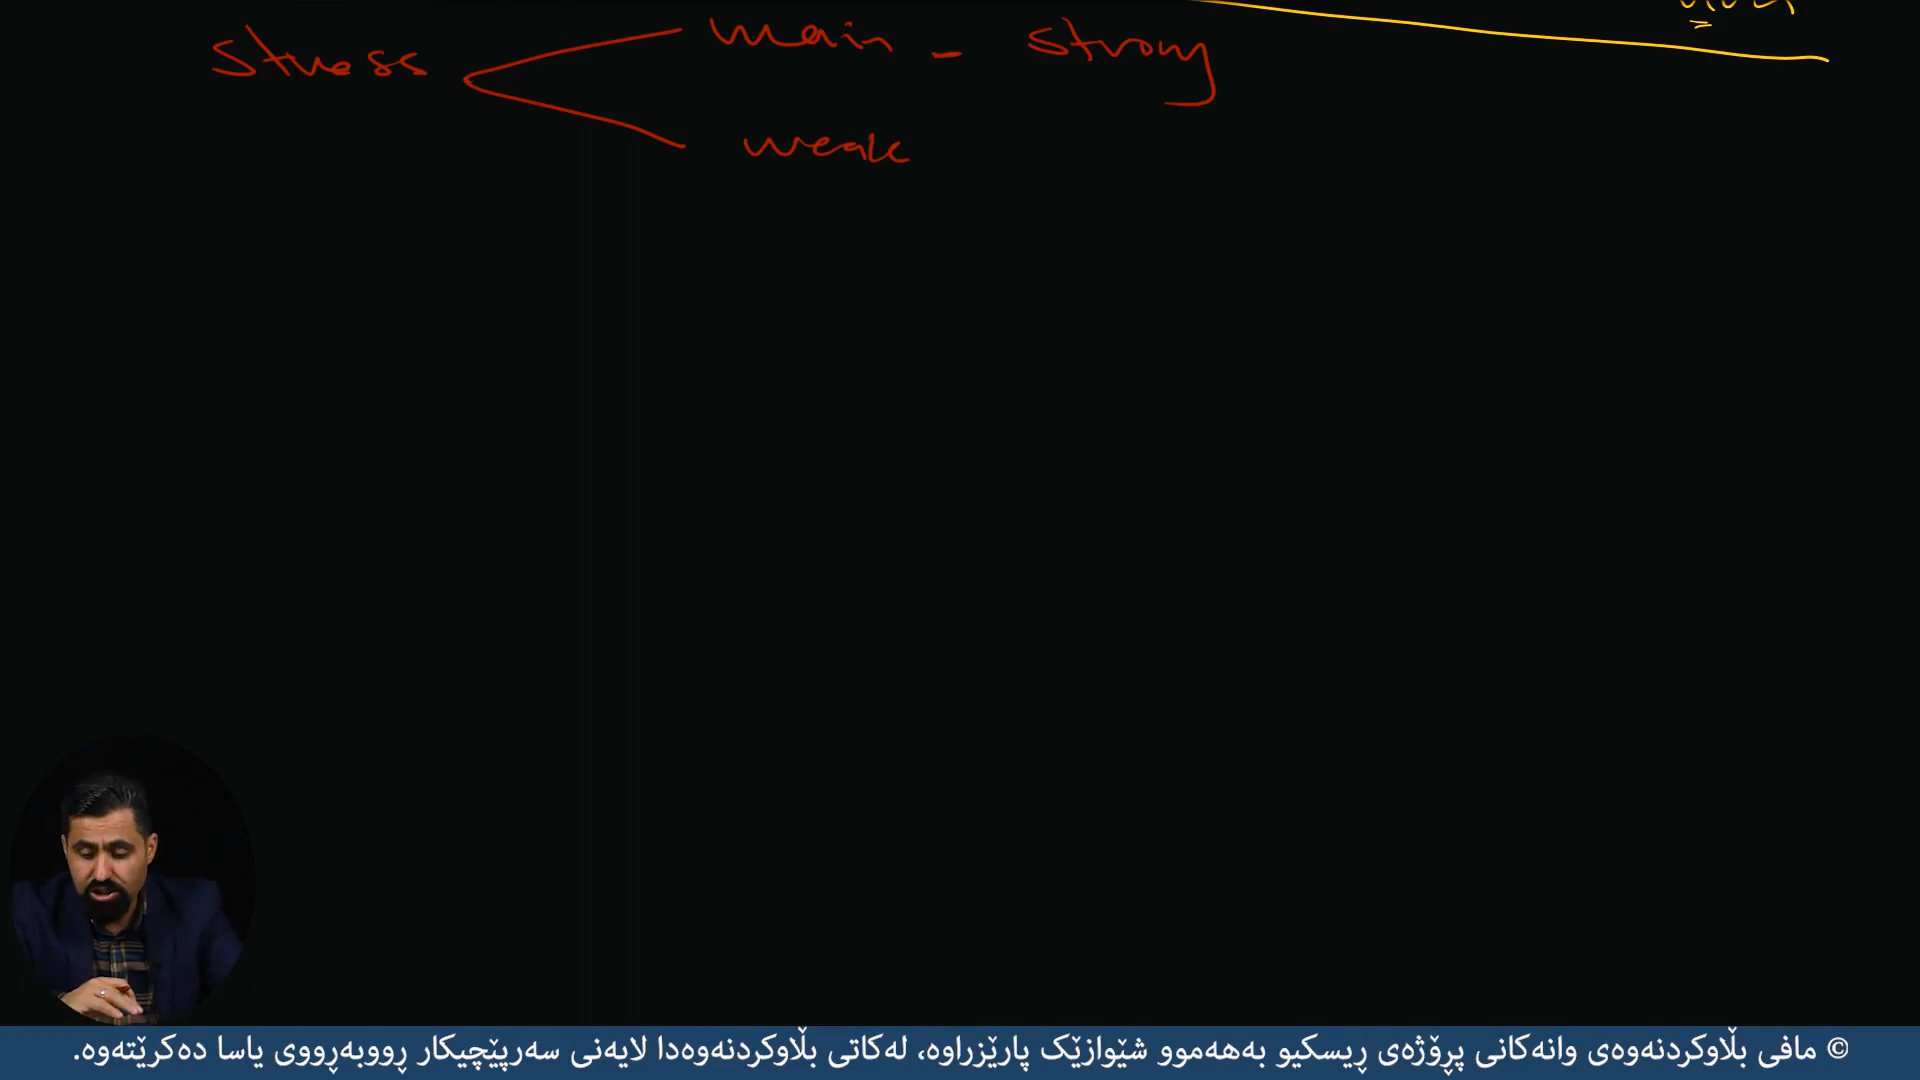 stress < main - strong
weak
© مافی بڵاوکردنەوەی وانەکانی پڕۆژەی ڕیسکیو بەهەموو شێوازێک پارێزراوە، لەکاتی بڵاوکردنەوەدا لایەنی سەرپێچیکار ڕووبەڕووی یاسا دەکرێتەوە.